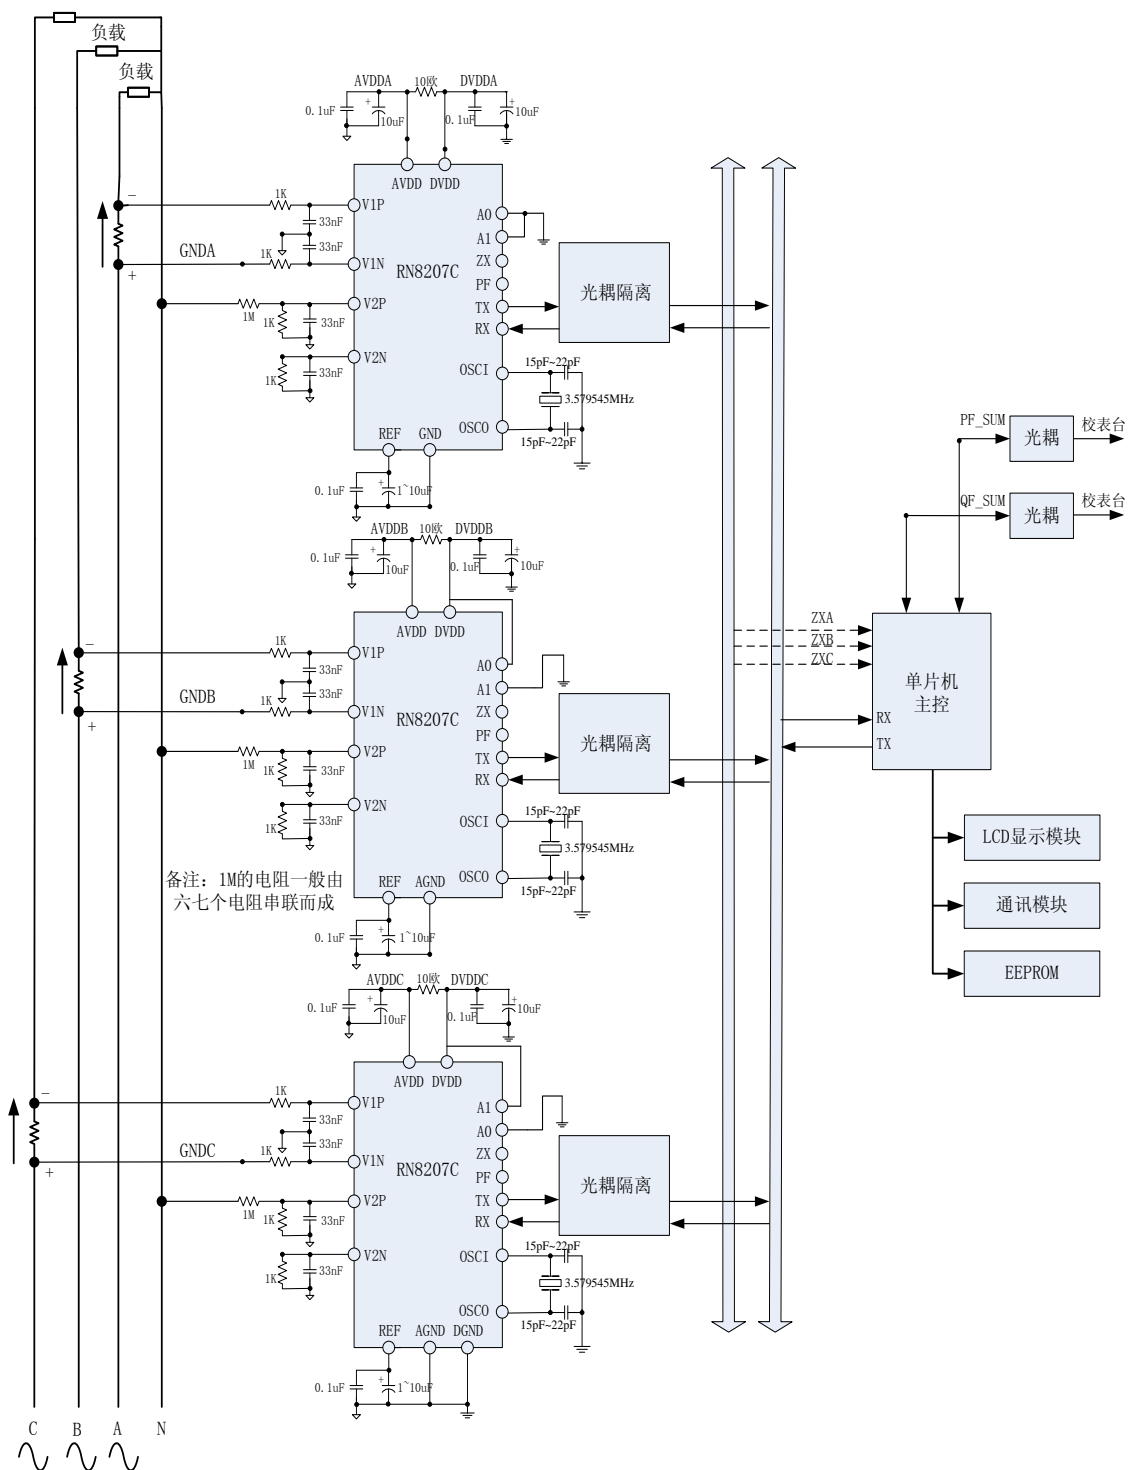 负载
负载
AVDDA
10欧
DVDDA
0.1uF
+
10uF
0.1uF
+
10uF
AVDD
DVDD
−
1K
V1P
33nF
GNDA
1K
33nF
V1N
+
1M
1K
33nF
V2P
1K
33nF
V2N
RN8207C
A0
A1
ZX
PF
TX
RX
OSCI
OSCO
光耦隔离
15pF~22pF
3.579545MHz
15pF~22pF
REF
GND
0.1uF
+
1~10uF
PF_SUM
光耦
校表台
QF_SUM
光耦
校表台
AVDDB
10欧
DVDDB
0.1uF
+
10uF
0.1uF
+
10uF
AVDD
DVDD
−
1K
V1P
33nF
GNDB
1K
33nF
V1N
+
1M
1K
33nF
V2P
1K
33nF
V2N
RN8207C
A0
A1
ZX
PF
TX
RX
OSCI
OSCO
光耦隔离
15pF~22pF
3.579545MHz
15pF~22pF
ZXA
ZXB
ZXC
单片机
主控
RX
TX
LCD显示模块
通讯模块
EEPROM
备注：1M的电阻一般由
六七个电阻串联而成
REF
AGND
0.1uF
+
1~10uF
AVDDC
10欧
DVDDC
0.1uF
+
10uF
0.1uF
+
10uF
AVDD
DVDD
−
1K
V1P
33nF
GNDC
1K
33nF
V1N
+
1M
1K
33nF
V2P
1K
33nF
V2N
RN8207C
A1
A0
ZX
PF
TX
RX
OSCI
OSCO
光耦隔离
15pF~22pF
3.579545MHz
15pF~22pF
REF
AGND
DGND
0.1uF
+
1~10uF
C
B
A
N